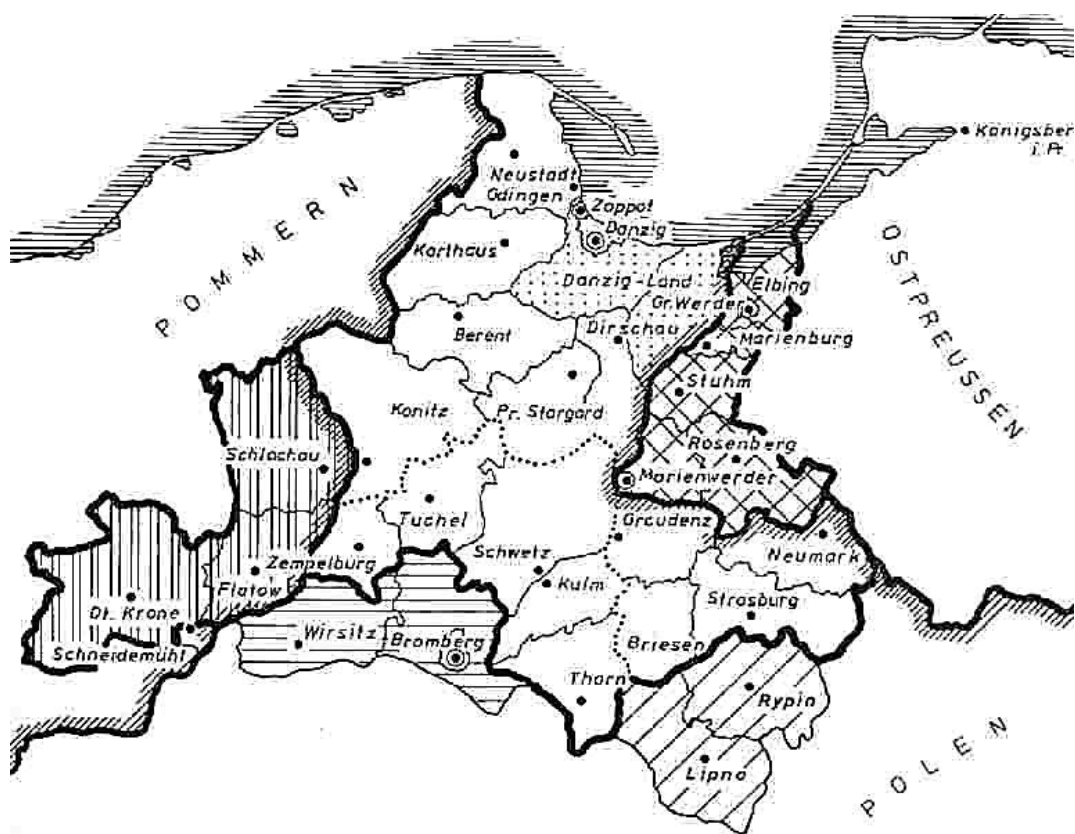 Königsber
i. Pr.
Neustadt
Gdingen
Zoppot
Danzig
POMMERN
Karthaus
OSTPREUSSEN
Danzig-Land
Elbing
Gr. Werder
Berent
Dirschau
Marienburg
Stuhm
Konitz
Pr. Stargard
Rosenberg
Schlochau
Marienwerder
Tuchel
Graudenz
Schwetz
Neumark
Zempelburg
Flatow
Kulm
Strasburg
Dt. Krone
Wirsitz
Bromberg
Briesen
Schneidemühl
Thorn
Rypin
POLEN
Lipno